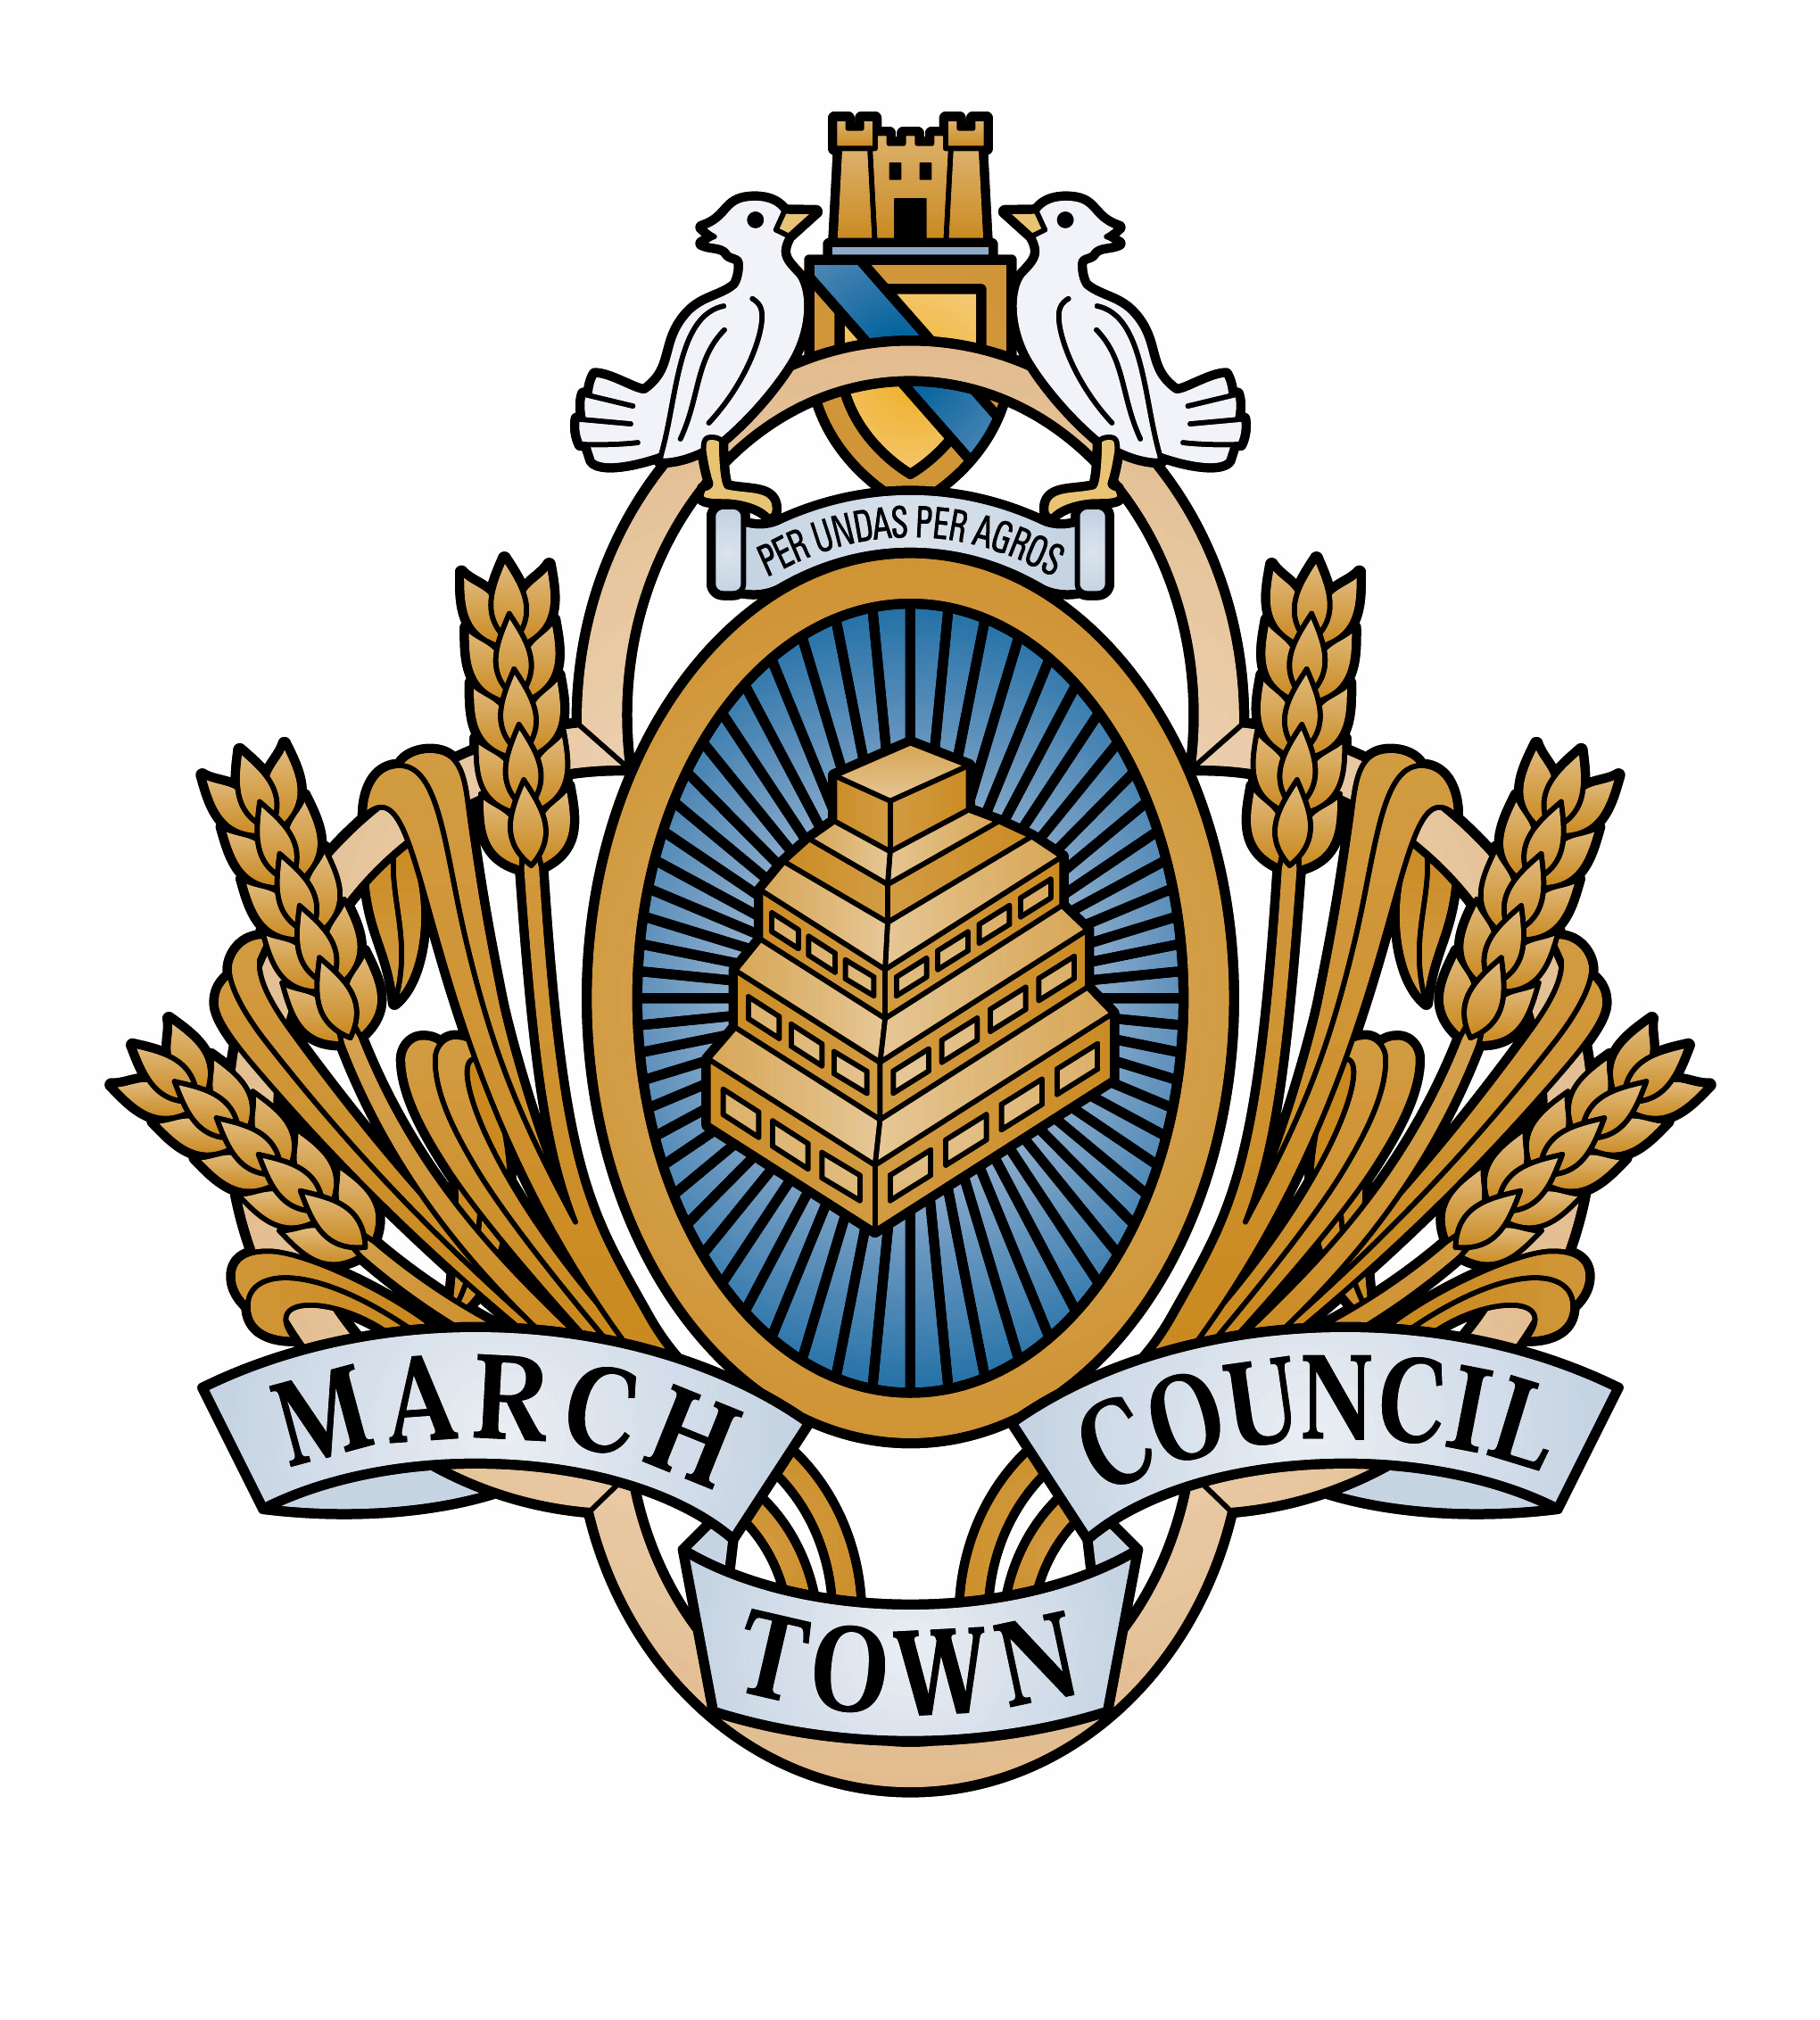 PER UNDAS PER AGROS
MARCH
TOWN
COUNCIL